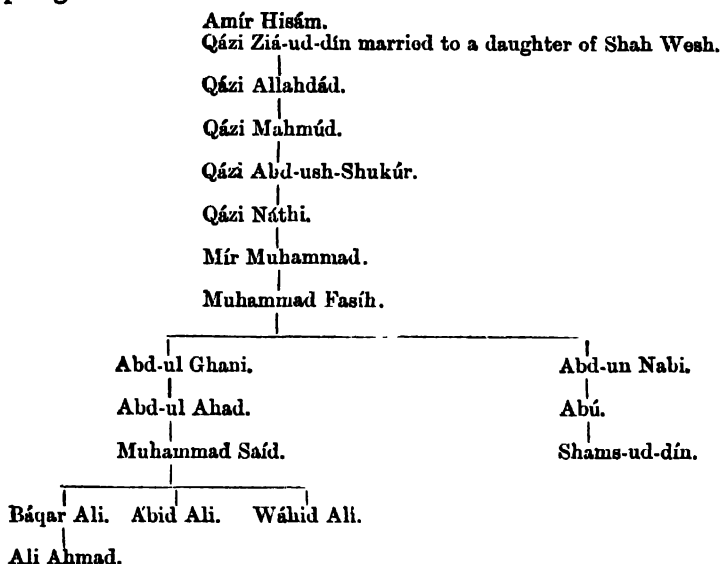 Amír Hisám.
Qázi Ziá-ud-dín married to a daughter of Shah Wesh.
Qázi Allahdád.
Qázi Mahmúd.
Qázi Abd-ush-Shukúr.
Qázi Náthi.
Mír Muhammad.
Muhammad Fasíh.
Abd-ul Ghani. Abd-un Nabi.
Abd-ul Ahad. Abú.
Muhammad Saíd. Shams-ud-dín.
Báqar Ali. Ábid Ali. Wáhid Ali.
Ali Ahmad.